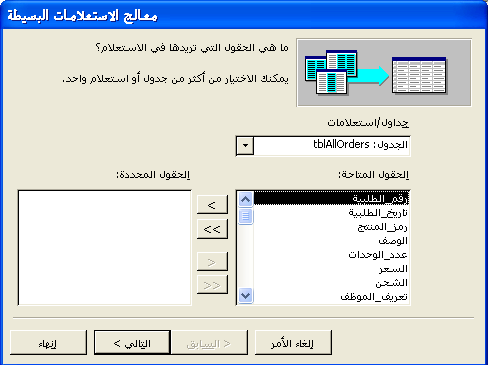 معالج الاستعلامات البسيطة
ما هي الحقول التي تريدها في الاستعلام؟
يمكنك الاختيار من أكثر من جدول أو استعلام واحد.
جداول/استعلامات
الجدول: tblAllOrders
الحقول المتاحة:
الحقول المحددة:
رقم_الطلبية
تاريخ_الطلبية
رمز_المنتج
الوصف
عدد_الوحدات
السعر
الشحن
تعريف_الموظف
<
<<
>
>>
إلغاء الأمر
< السابق
التالي >
إنهاء